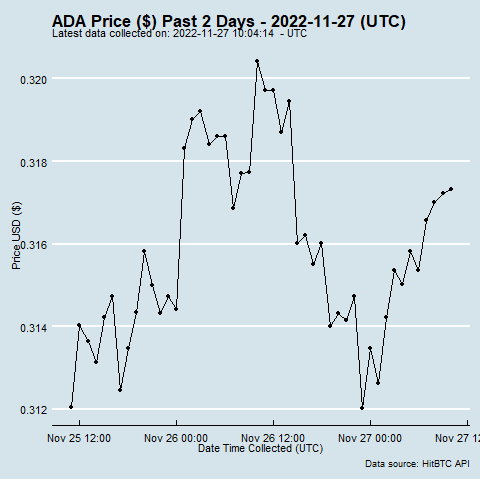 ADA Price ($) Past 2 Days - 2022-11-27 (UTC)
Latest data collected on: 2022-11-27 10:04:14 - UTC
0.320
0.318
0.316
0.314
0.312
Price USD ($)
Nov 25 12:00 Nov 26 00:00 Nov 26 12:00 Nov 27 00:00 Nov 27 12
Date Time Collected (UTC)
Data source: HitBTC API